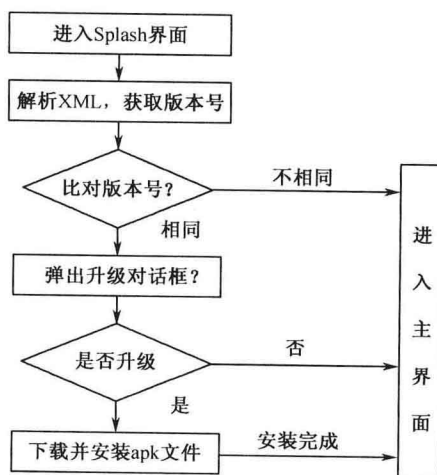 进入Splash界面
解析XML，获取版本号
比对版本号？
不相同
相同
弹出升级对话框？
是否升级
否
是
下载并安装apk文件
安装完成
进入主界面